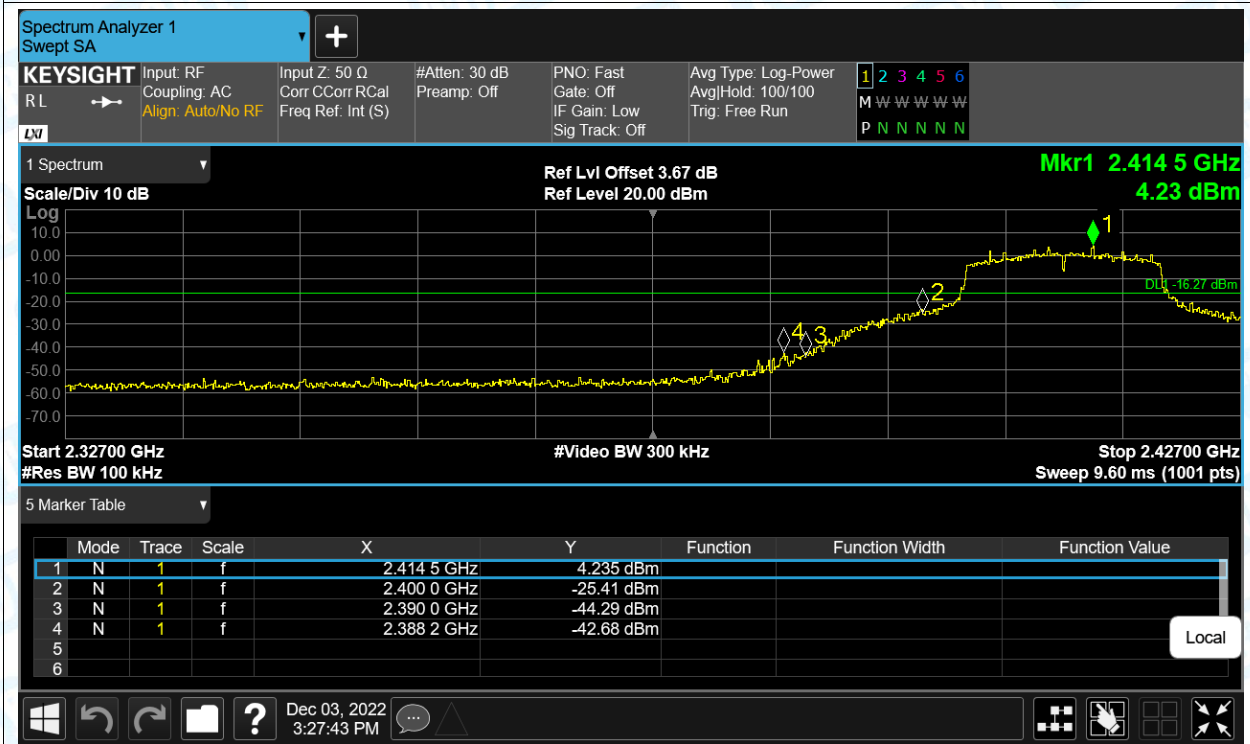 Spectrum Analyzer 1
Swept SA
+
KEYSIGHT
R L
LXI
Input: RF
Coupling: AC
Align: Auto/No RF
Input Z: 50 Ω
Corr CCorr RCal
Freq Ref: Int (S)
#Atten: 30 dB
Preamp: Off
PNO: Fast
Gate: Off
IF Gain: Low
Sig Track: Off
Avg Type: Log-Power
Avg|Hold: 100/100
Trig: Free Run
1 2 3 4 5 6
M W W W W W
P N N N N N
1 Spectrum
Scale/Div 10 dB
Ref Lvl Offset 3.67 dB
Ref Level 20.00 dBm
Mkr1 2.414 5 GHz
4.23 dBm
Log
10.0
0.00
-10.0
-20.0
-30.0
-40.0
-50.0
-60.0
-70.0
1
2
4 3
DL1 -16.27 dBm
Start 2.32700 GHz
#Res BW 100 kHz
#Video BW 300 kHz
Stop 2.42700 GHz
Sweep 9.60 ms (1001 pts)
5 Marker Table
Mode Trace Scale X Y Function Function Width Function Value
1 N 1 f 2.414 5 GHz 4.235 dBm
2 N 1 f 2.400 0 GHz -25.41 dBm
3 N 1 f 2.390 0 GHz -44.29 dBm
4 N 1 f 2.388 2 GHz -42.68 dBm
5
6
Local
?
Dec 03, 2022
3:27:43 PM